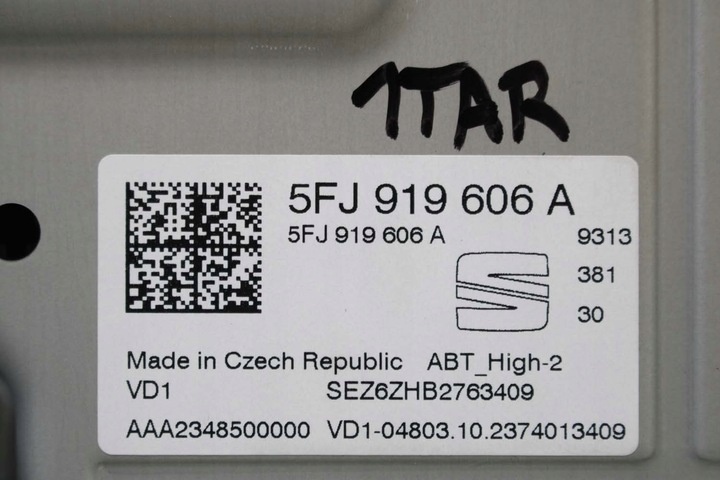 1TAR
5FJ 919 606 A
5FJ 919 606 A
9313
381
30
Made in Czech Republic ABT_High-2
VD1 SEZ6ZHB2763409
AAA2348500000 VD1-04803.10.2374013409